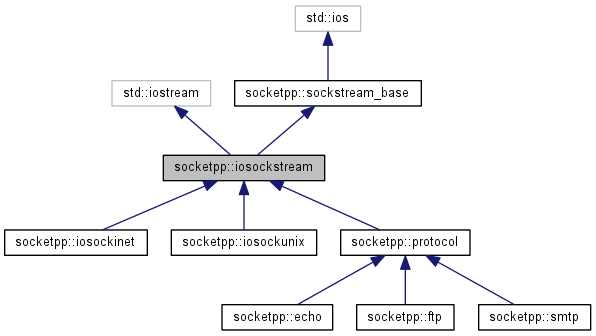 std::ios
std::iostream
socketpp::sockstream_base
socketpp::iosockstream
socketpp::iosockinet
socketpp::iosockunix
socketpp::protocol
socketpp::echo
socketpp::ftp
socketpp::smtp